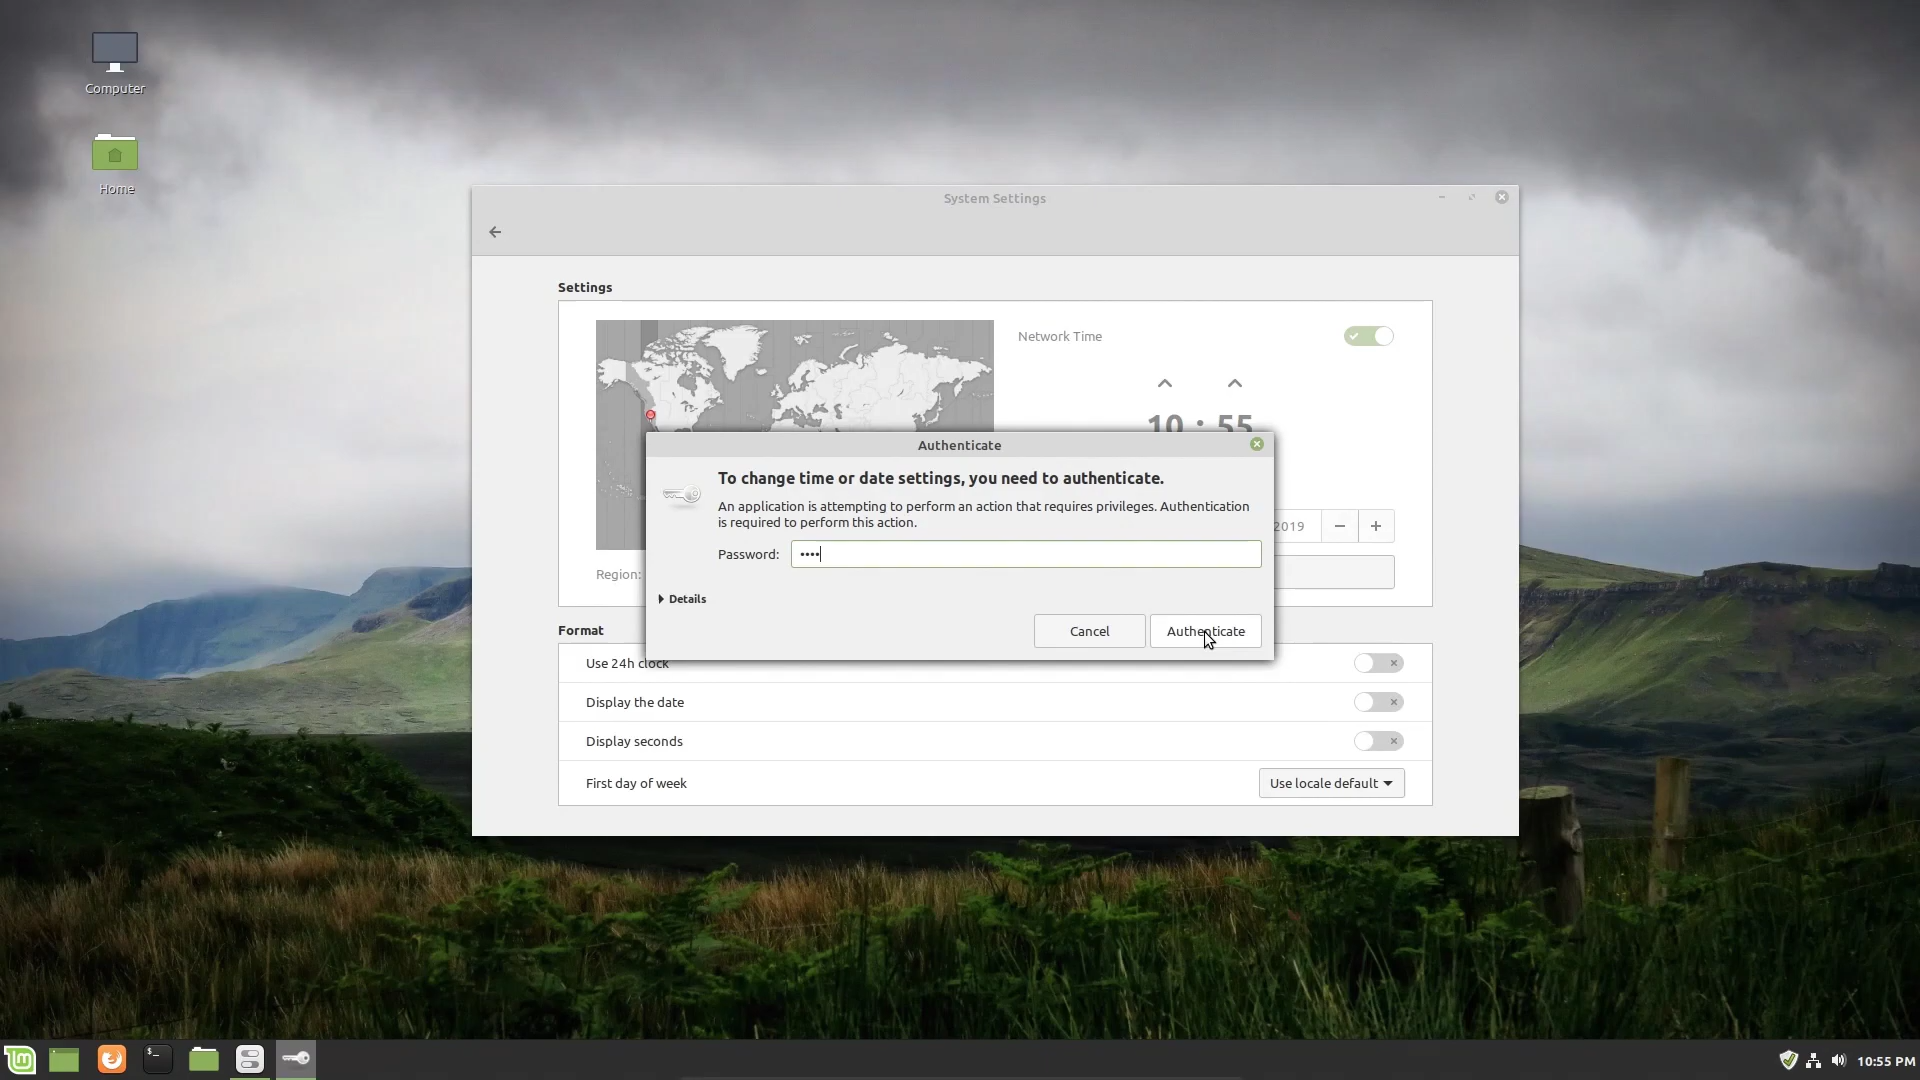 Computer
Home
System Settings
Settings
Network Time
10 : 55
Authenticate
To change time or date settings, you need to authenticate.
An application is attempting to perform an action that requires privileges. Authentication
is required to perform this action.
2019
Password: ••••
Region:
Details
Cancel
Authenticate
Format
Use 24h clock
Display the date
Display seconds
First day of week
Use locale default
10:55 PM